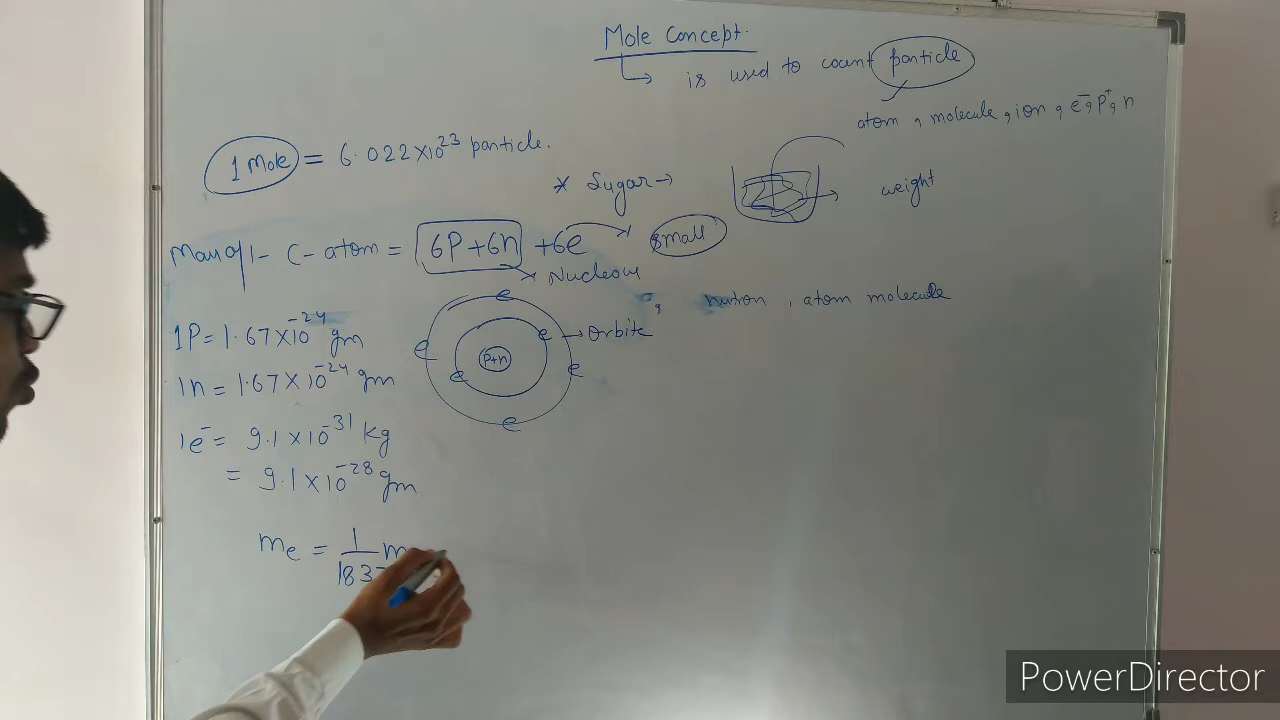 Mole Concept.
is used to count particle
atom, molecule, ion, e⁻, p⁺, n
1 Mole = 6.022×10²³ particle.
* Sugar →
weight
Mass of 1- C- atom = 6P+6n +6e small
Nucleous
e
nutron, atom molecule
1P = 1.67×10⁻²⁴ gm
e → Orbite
e p+n
e e
1n = 1.67×10⁻²⁴ gm
e
1e⁻ = 9.1×10⁻³¹ kg
= 9.1×10⁻²⁸ gm
me = 1/1837 m
PowerDirector